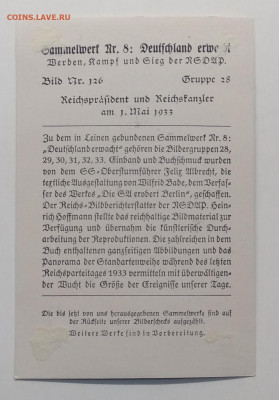 www.SANI.RU
Sammelwerk Nr. 8: Deutschland erwacht
Werden, Kampf und Sieg der NSDAP.
Bild Nr. 126 Gruppe 28
Reichspräsident und Reichskanzler
am 1. Mai 1933
Zu dem in Leinen gebundenen Sammelwerk Nr. 8:
„Deutschland erwacht" gehören die Bildergruppen 28,
29, 30, 31, 32, 33. Einband und Buchschmuck wurden
von dem SS-Obersturmführer Felix Albrecht, die
textliche Ausgestaltung von Wilfrid Bade, dem Verfas-
ser des Werkes „Die SA erobert Berlin", geschaffen.
Der Reichs-Bildberichterstatter der NSDAP. Hein-
rich Hoffmann stellte das reichhaltige Bildmaterial zur
Verfügung und übernahm die künstlerische Durch-
arbeitung der Reproduktionen. Die zahlreichen in dem
Buch enthaltenen ganzseitigen Abbildungen und das
Panorama der Standartenweihe während des letzten
Reichsparteitages 1933 vermitteln mit überwältigen-
der Wucht die Größe der Ereignisse unserer Tage.
Die bis jetzt von uns herausgegebenen Sammelwerke sind auf
der Rückseite unserer Bilderschecks aufgezählt.
Weitere Werke sind in Vorbereitung.